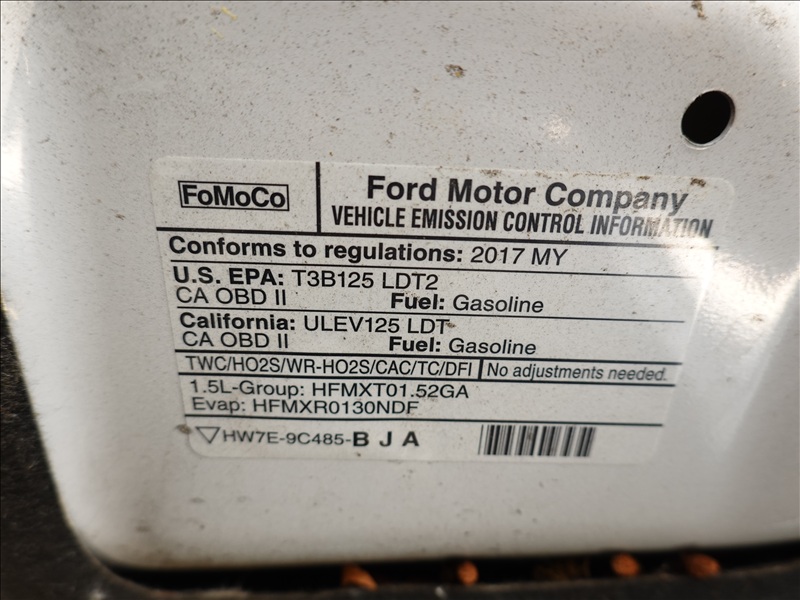 FoMoCo
Ford Motor Company
VEHICLE EMISSION CONTROL INFORMATION
Conforms to regulations: 2017 MY
U.S. EPA: T3B125 LDT2
CA OBD II Fuel: Gasoline
California: ULEV125 LDT
CA OBD II Fuel: Gasoline
TWC/HO2S/WR-HO2S/CAC/TC/DFI No adjustments needed.
1.5L-Group: HFMXT01.52GA
Evap: HFMXR0130NDF
HW7E-9C485-B J A